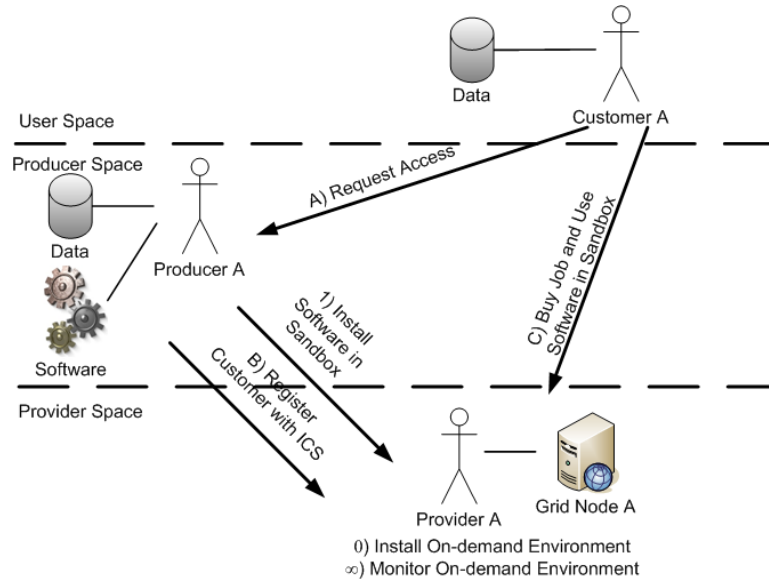 Data
Customer A
User Space
Producer Space
A) Request Access
Data
Producer A
Software
C) Buy Job and Use
Software in Sandbox
1) Install
Software in
Sandbox
B) Register
Customer with ICS
Provider Space
Provider A
Grid Node A
0) Install On-demand Environment
∞) Monitor On-demand Environment